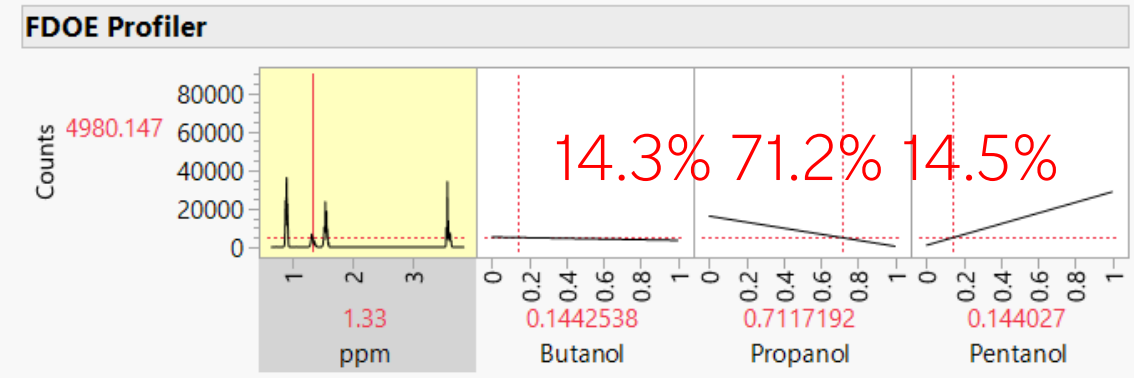 FDOE Profiler
Counts
4980.147
80000
60000
40000
20000
0
14.3% 71.2% 14.5%
1 2 3
0 0.2 0.4 0.6 0.8 1
0 0.2 0.4 0.6 0.8 1
0 0.2 0.4 0.6 0.8 1
1.33 0.1442538 0.7117192 0.144027
ppm Butanol Propanol Pentanol